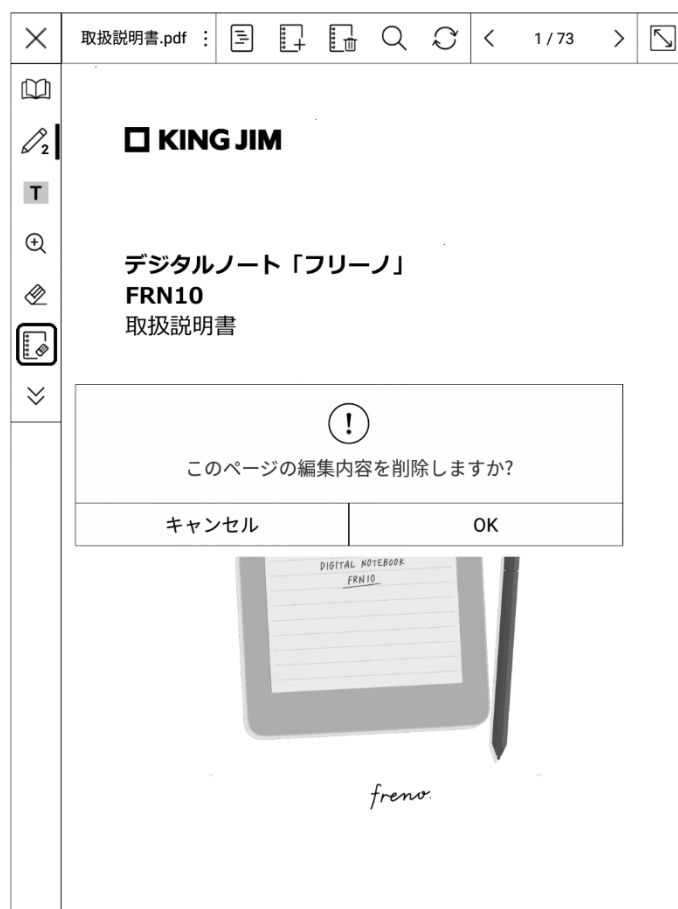 取扱説明書.pdf
1 / 73
2
T
KING JIM
デジタルノート「フリーノ」
FRN10
取扱説明書
!
このページの編集内容を削除しますか?
キャンセル
OK
DIGITAL NOTEBOOK
FRN10
freno.